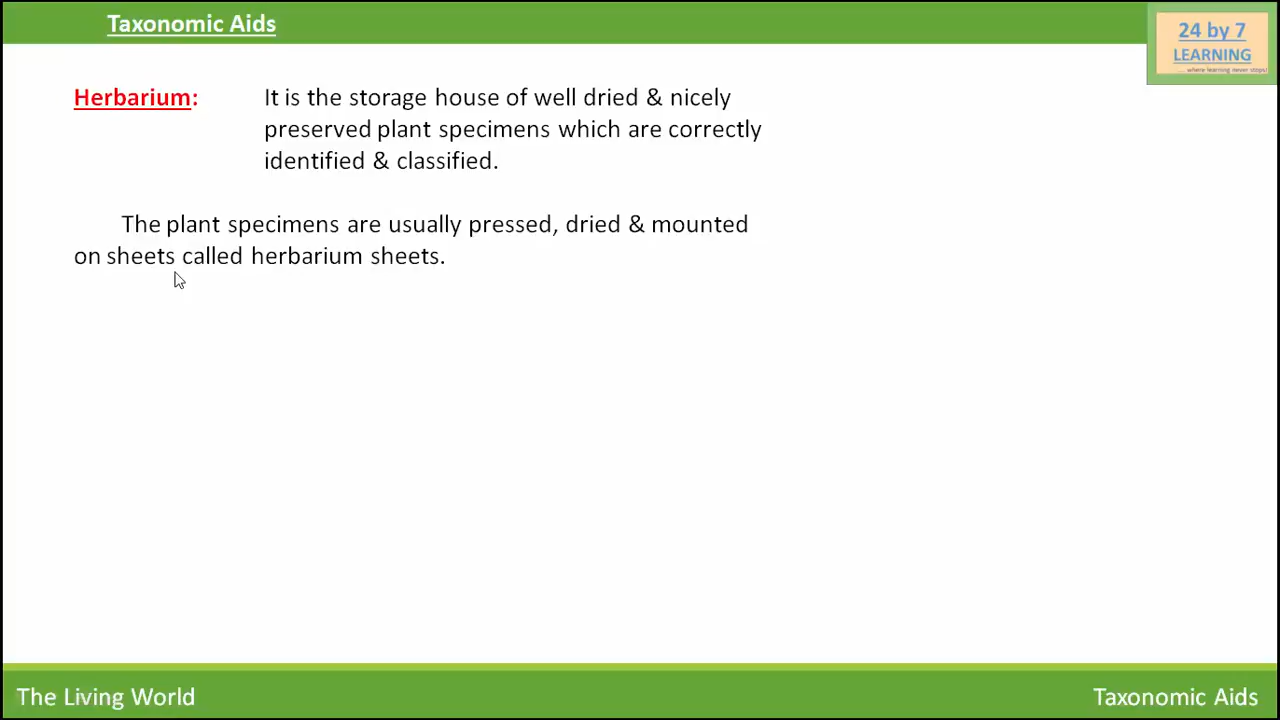 Taxonomic Aids
24 by 7
LEARNING
.... where learning never stops!
Herbarium: It is the storage house of well dried & nicely
preserved plant specimens which are correctly
identified & classified.
The plant specimens are usually pressed, dried & mounted
on sheets called herbarium sheets.
The Living World
Taxonomic Aids